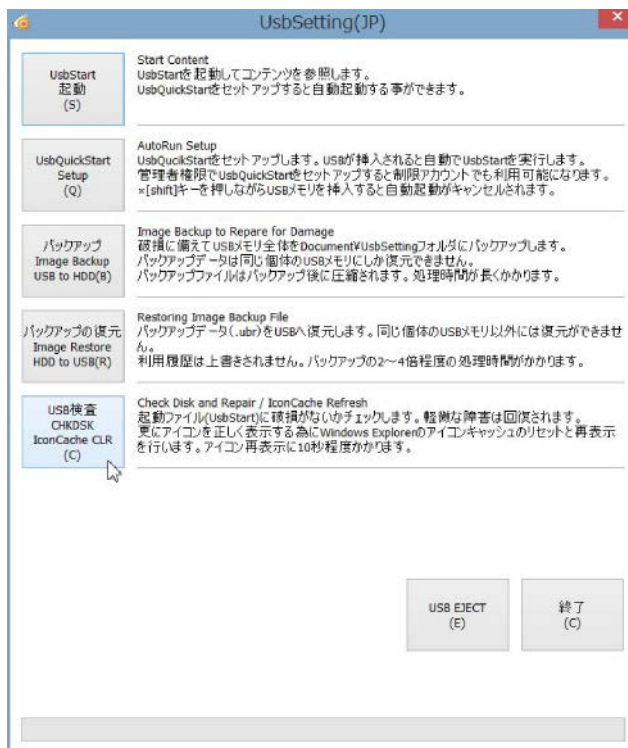 UsbSetting(JP)
UsbStart
起動
(S)
Start Content
UsbStartを起動してコンテンツを参照します。
UsbQuickStartをセットアップすると自動起動する事ができます。
UsbQuickStart
Setup
(Q)
AutoRun Setup
UsbQucikStartをセットアップします。USBが挿入されると自動でUsbStartを実行します。
管理者権限でUsbQuickStartをセットアップすると制限アカウントでも利用可能になります。
×[shift]キーを押しながらUSBメモリを挿入すると自動起動がキャンセルされます。
バックアップ
Image Backup
USB to HDD(B)
Image Backup to Repare for Damage
破損に備えてUSBメモリ全体をDocument¥UsbSettingフォルダにバックアップします。
バックアップデータは同じ個体のUSBメモリにしか復元できません。
バックアップファイルはバックアップ後に圧縮されます。処理時間が長くかかります。
バックアップの復元
Image Restore
HDD to USB(R)
Restoring Image Backup File
バックアップデータ(.ubr)をUSBへ復元します。同じ個体のUSBメモリ以外には復元ができませ
ん。
利用履歴は上書きされません。バックアップの2～4倍程度の処理時間がかかります。
USB検査
CHKDSK
IconCache CLR
(C)
Check Disk and Repair / IconCache Refresh
起動ファイル(UsbStart)に破損がないかチェックします。軽微な障害は回復されます。
更にアイコンを正しく表示する為にWindows Explorerのアイコンキャッシュのリセットと再表示
を行います。アイコン再表示に10秒程度かかります。
USB EJECT
(E)
終了
(C)